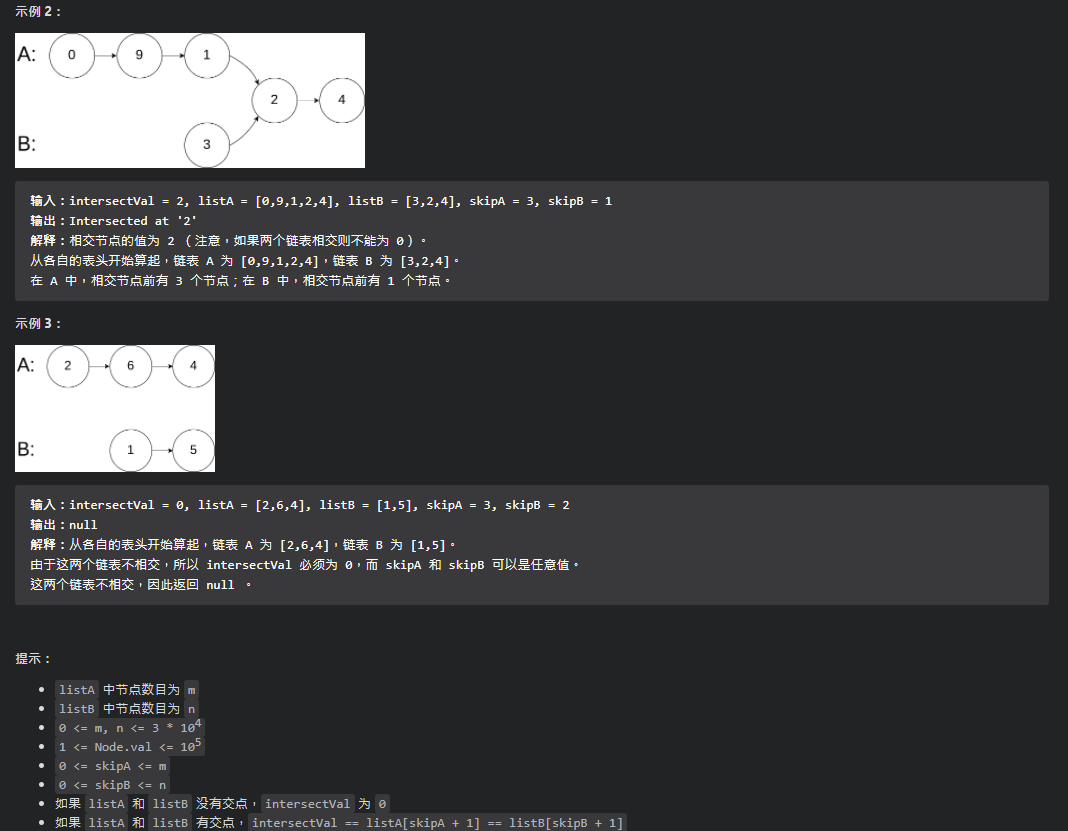 示例 2：
A: 0 9 1
2 4
B: 3
输入：intersectVal = 2, listA = [0,9,1,2,4], listB = [3,2,4], skipA = 3, skipB = 1
输出：Intersected at '2'
解释：相交节点的值为 2 （注意，如果两个链表相交则不能为 0）。
从各自的表头开始算起，链表 A 为 [0,9,1,2,4]，链表 B 为 [3,2,4]。
在 A 中，相交节点前有 3 个节点；在 B 中，相交节点前有 1 个节点。
示例 3：
A: 2 6 4
B: 1 5
输入：intersectVal = 0, listA = [2,6,4], listB = [1,5], skipA = 3, skipB = 2
输出：null
解释：从各自的表头开始算起，链表 A 为 [2,6,4]，链表 B 为 [1,5]。
由于这两个链表不相交，所以 intersectVal 必须为 0，而 skipA 和 skipB 可以是任意值。
这两个链表不相交，因此返回 null 。
提示：
listA 中节点数目为 m
listB 中节点数目为 n
0 <= m, n <= 3 * 10^4
1 <= Node.val <= 10^5
0 <= skipA <= m
0 <= skipB <= n
如果 listA 和 listB 没有交点，intersectVal 为 0
如果 listA 和 listB 有交点，intersectVal == listA[skipA + 1] == listB[skipB + 1]